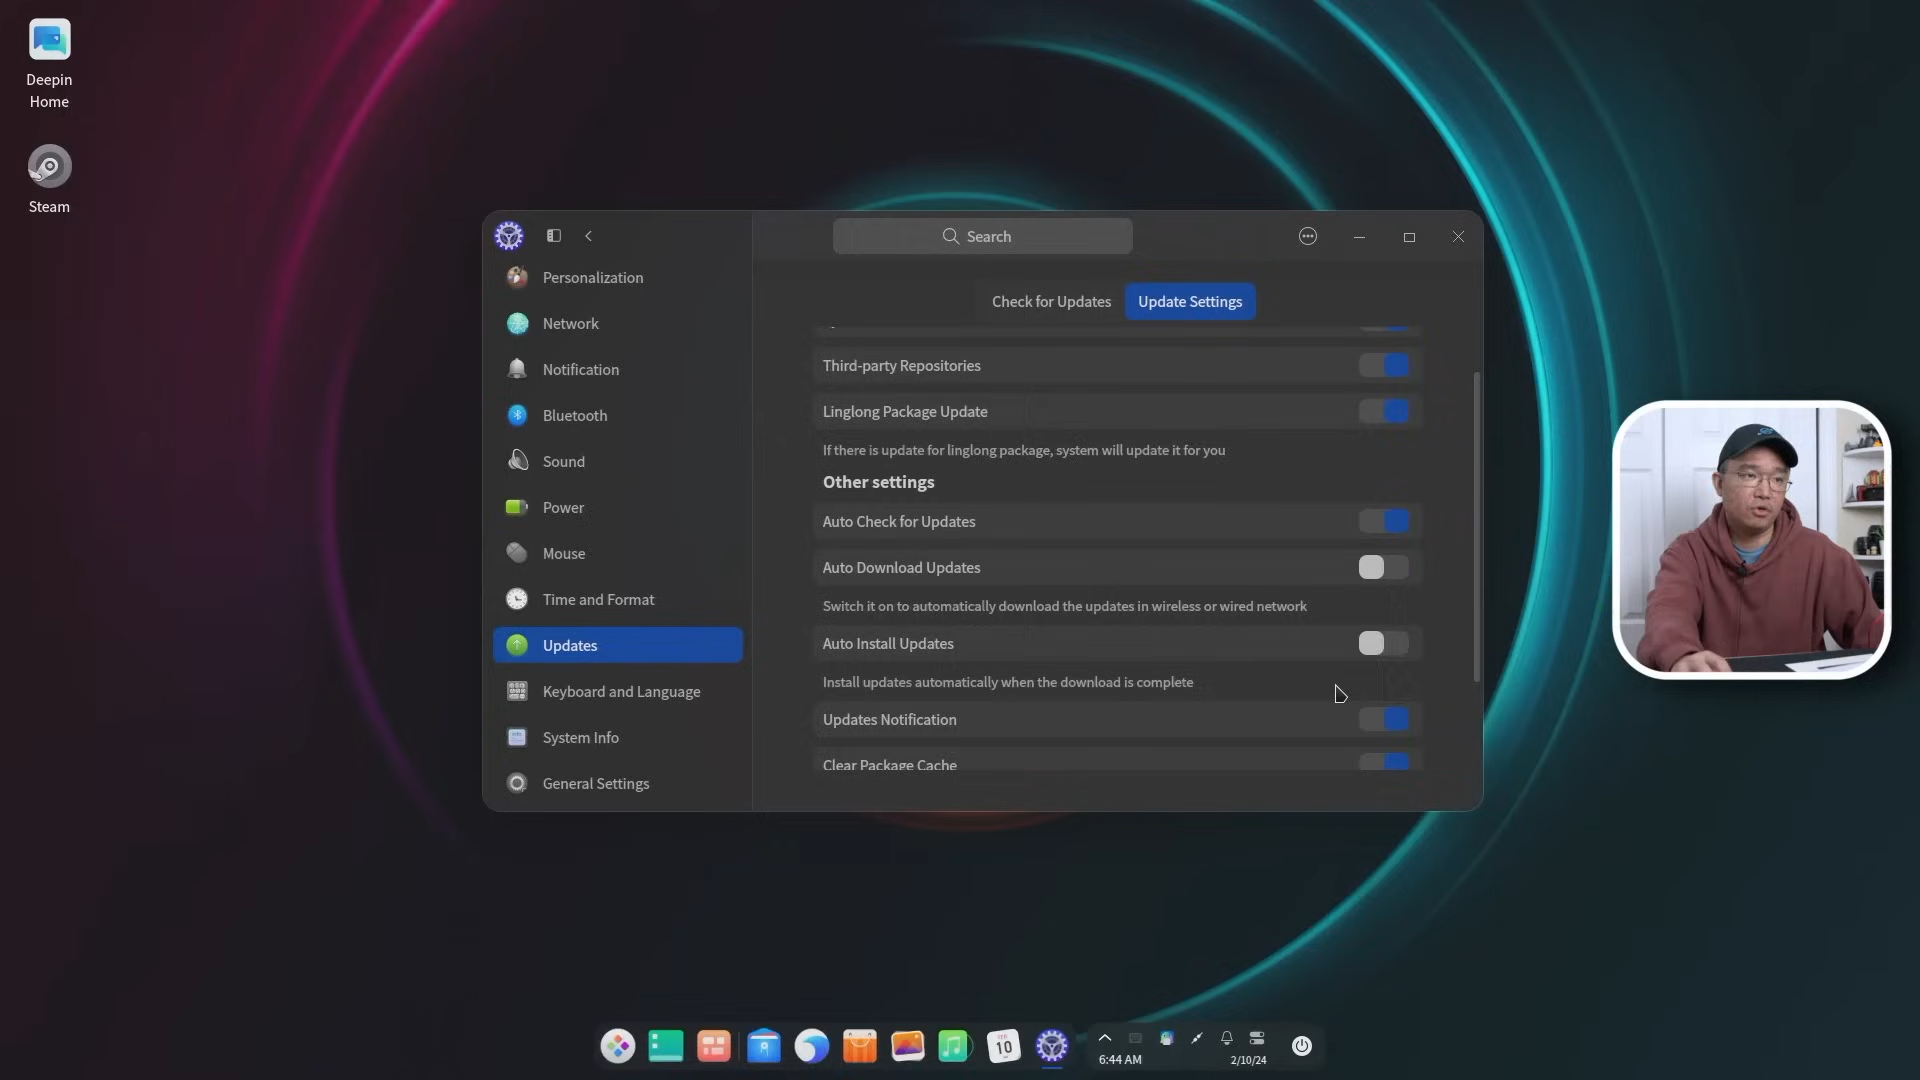 Deepin
Home
Steam
Search
Personalization
Network
Notification
Bluetooth
Sound
Power
Mouse
Time and Format
Updates
Keyboard and Language
System Info
General Settings
Check for Updates
Update Settings
Third-party Repositories
Linglong Package Update
If there is update for linglong package, system will update it for you
Other settings
Auto Check for Updates
Auto Download Updates
Switch it on to automatically download the updates in wireless or wired network
Auto Install Updates
Install updates automatically when the download is complete
Updates Notification
Clear Package Cache
10
6:44 AM
2/10/24